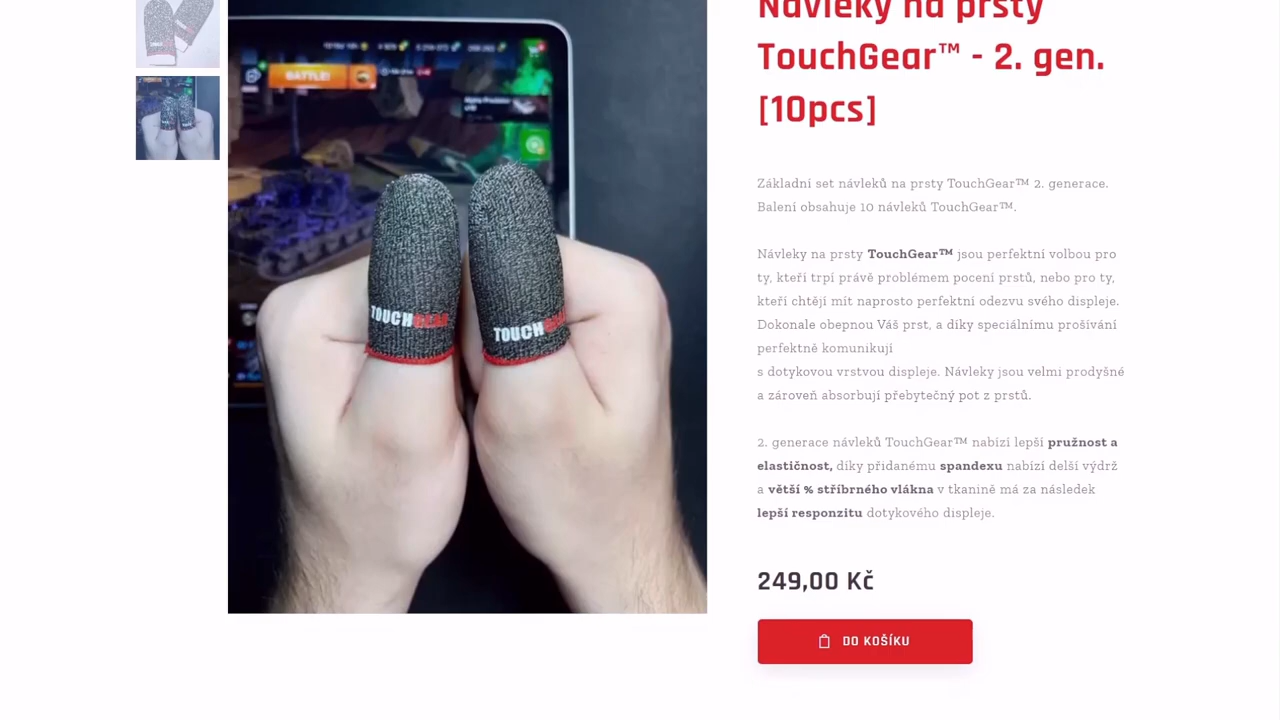 Návleky na prsty
TouchGear™ - 2. gen.
[10pcs]
BATTLE!
Základní set návleků na prsty TouchGear™ 2. generace.
Balení obsahuje 10 návleků TouchGear™.
TOUCHGEAR
TOUCHGEAR
Návleky na prsty TouchGear™ jsou perfektní volbou pro
ty, kteří trpí právě problémem pocení prstů, nebo pro ty,
kteří chtějí mít naprosto perfektní odezvu svého displeje.
Dokonale obepnou Váš prst, a díky speciálnímu prošívání
perfektně komunikují
s dotykovou vrstvou displeje. Návleky jsou velmi prodyšné
a zároveň absorbují přebytečný pot z prstů.
2. generace návleků TouchGear™ nabízí lepší pružnost a
elastičnost, díky přidanému spandexu nabízí delší výdrž
a větší % stříbrného vlákna v tkanině má za následek
lepší responzitu dotykového displeje.
249,00 Kč
DO KOŠÍKU